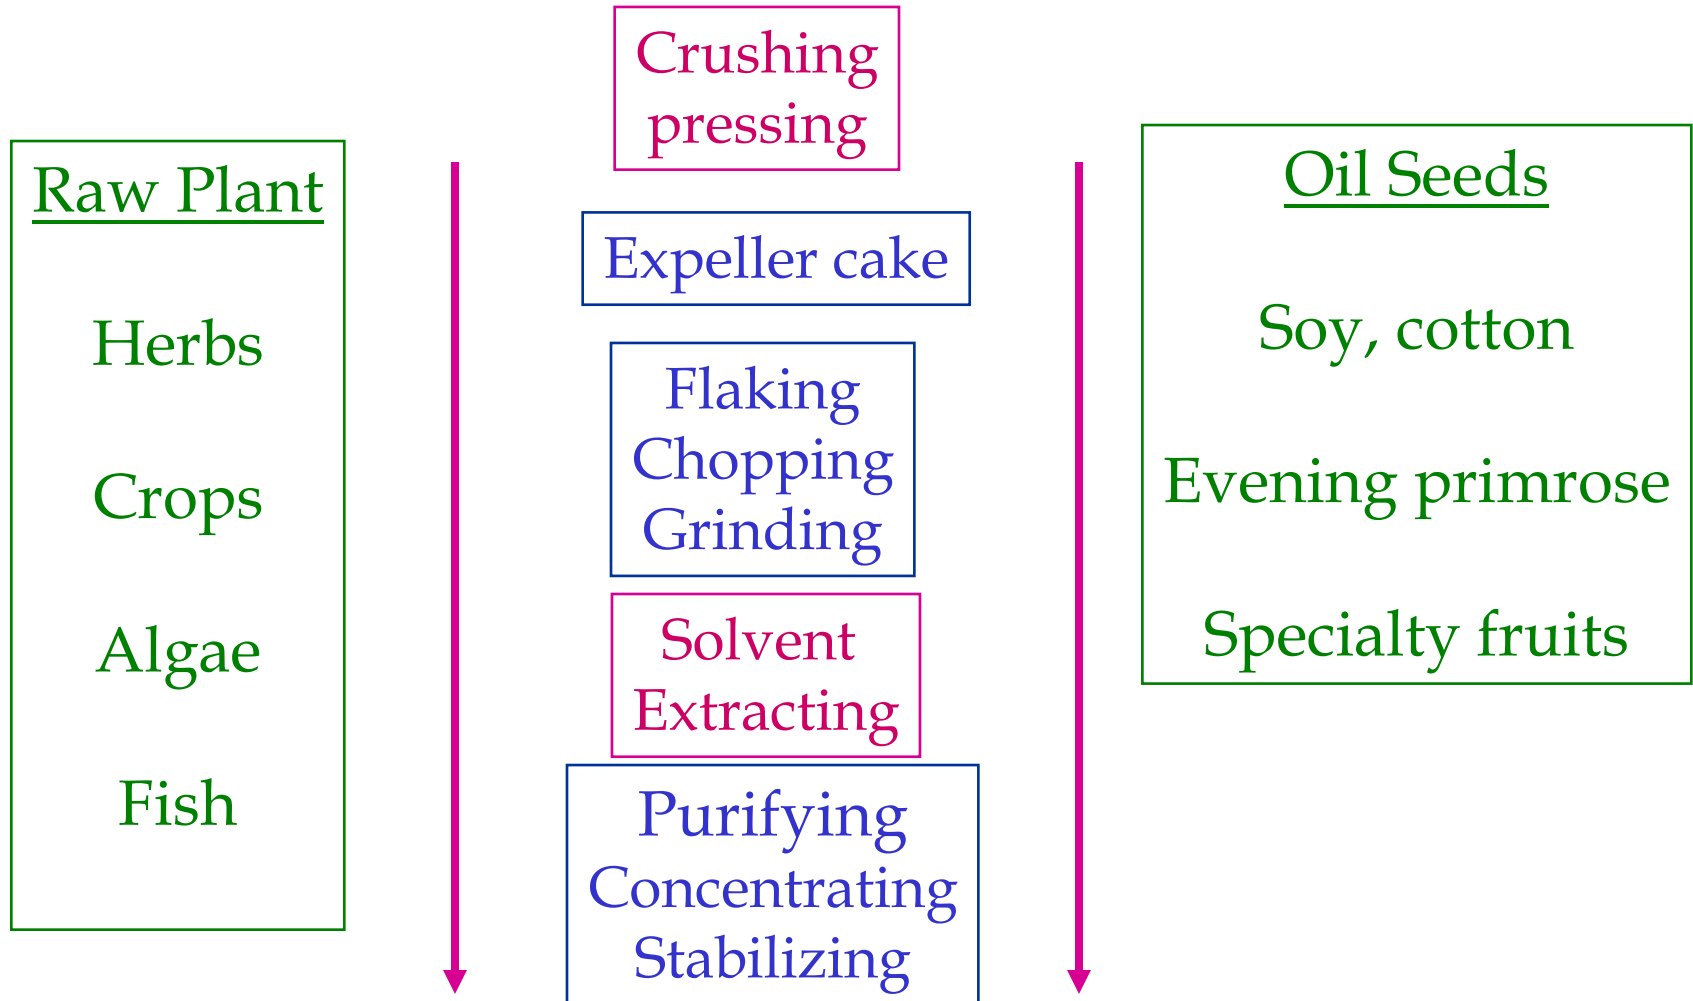 Raw Plant
Herbs
Crops
Algae
Fish
Crushing
pressing
Expeller cake
Flaking
Chopping
Grinding
Solvent
Extracting
Purifying
Concentrating
Stabilizing
Oil Seeds
Soy, cotton
Evening primrose
Specialty fruits